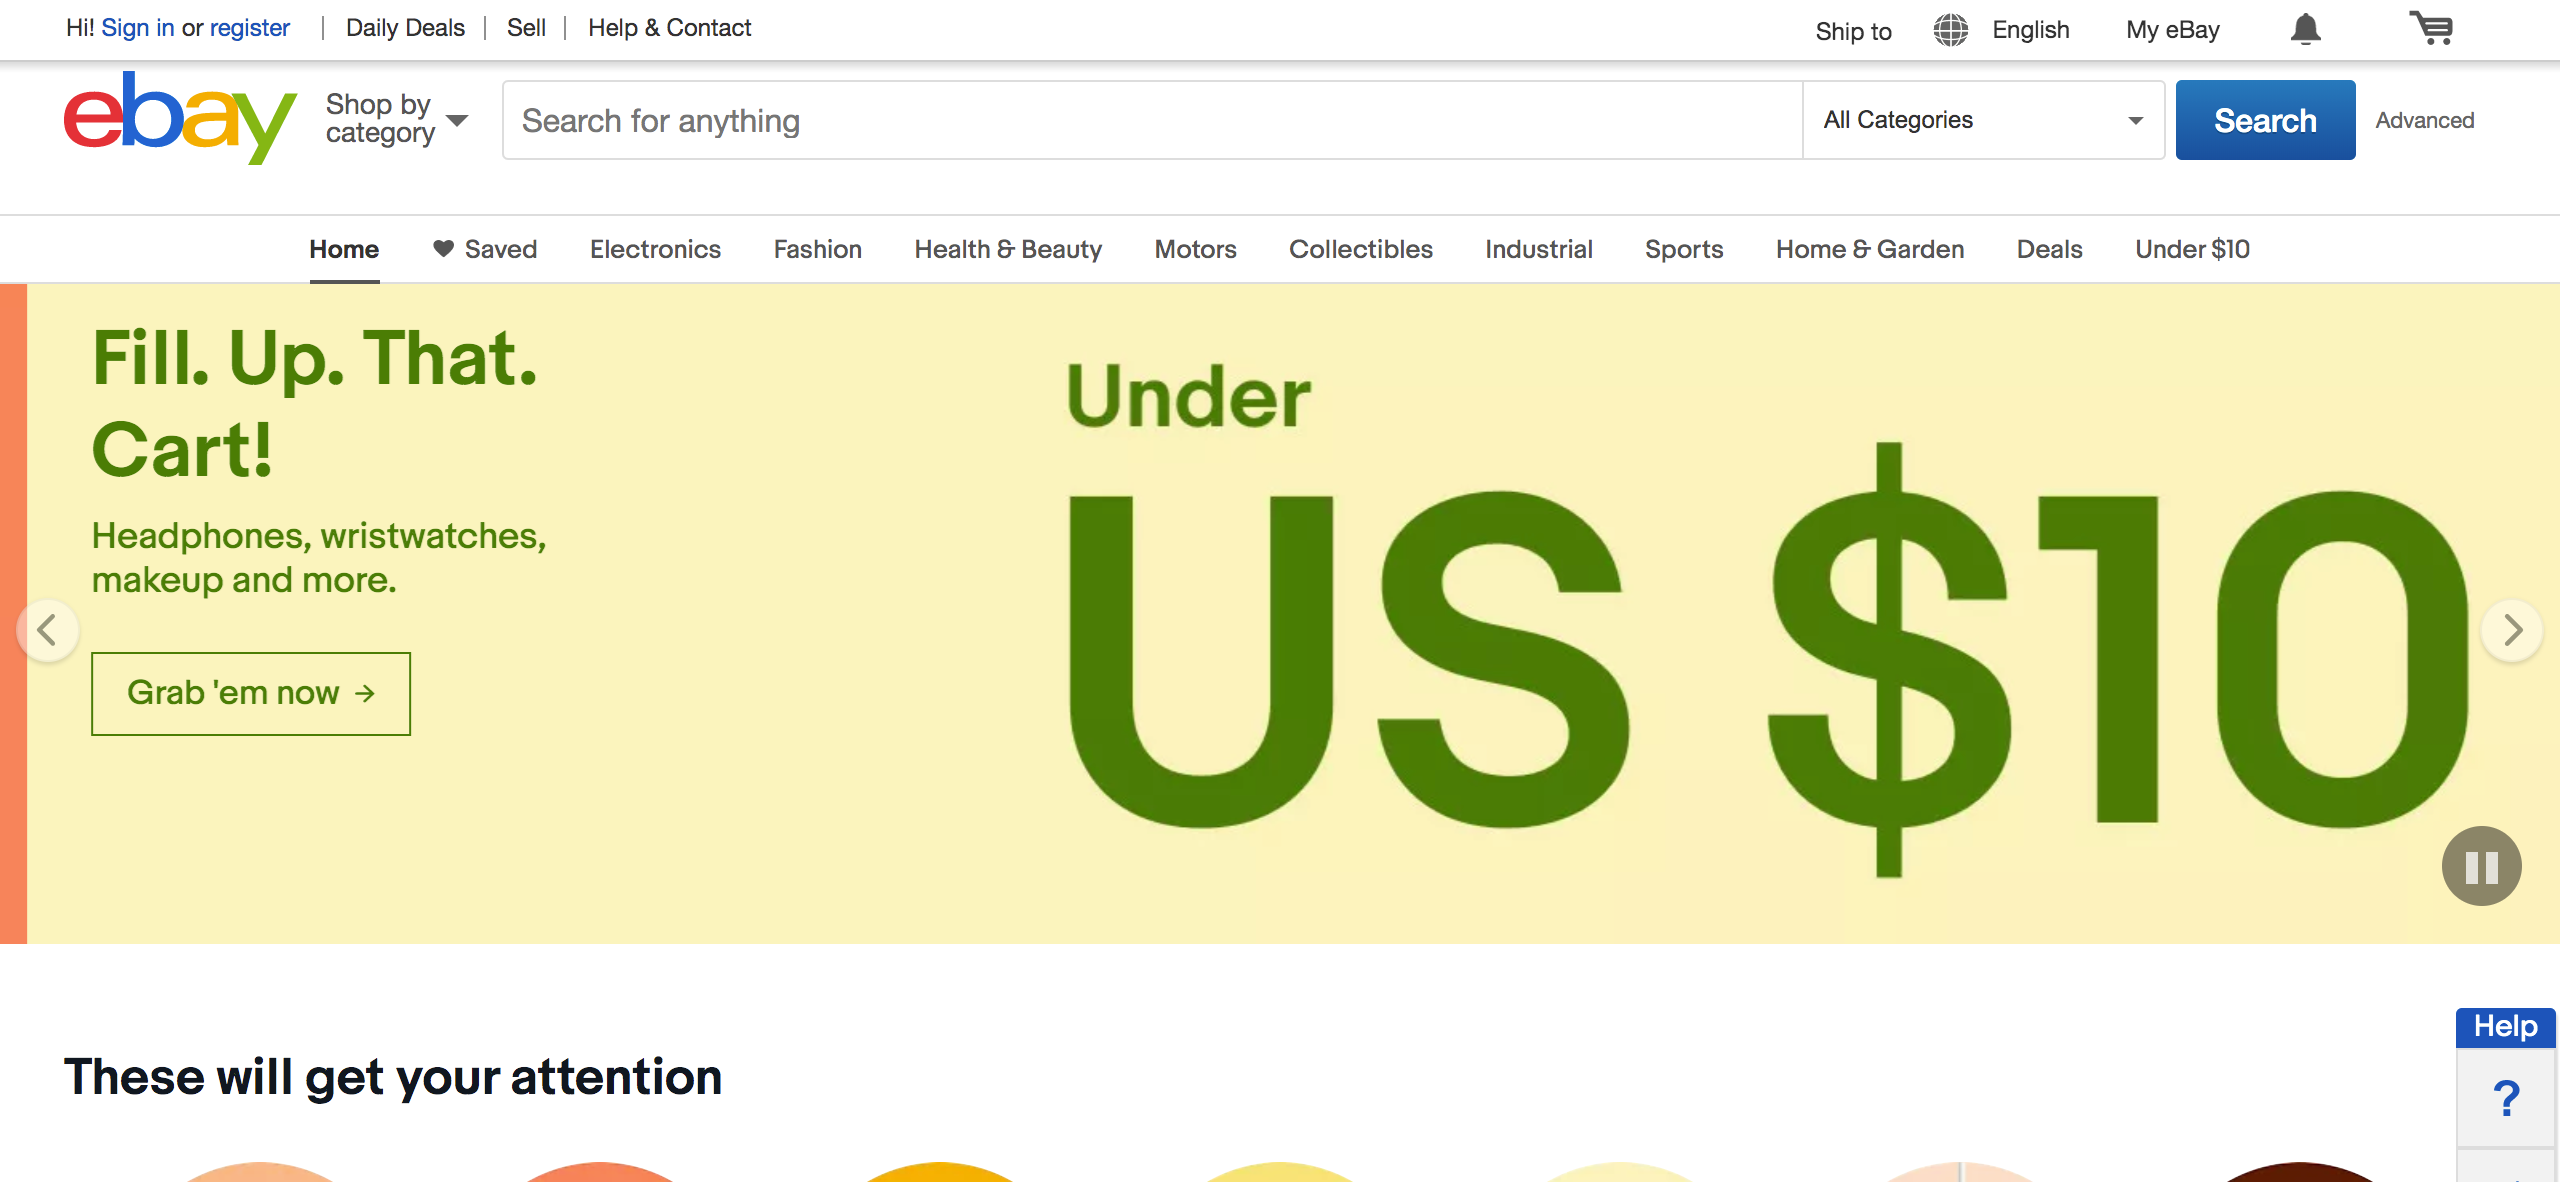 Hi! Sign in or register
Daily Deals
Sell
Help & Contact
Ship to
English
My eBay
ebay
Shop by
category
Search for anything
All Categories
Search
Advanced
Home
Saved
Electronics
Fashion
Health & Beauty
Motors
Collectibles
Industrial
Sports
Home & Garden
Deals
Under $10
Fill. Up. That.
Cart!
Headphones, wristwatches,
makeup and more.
Grab 'em now →
Under
US $10
Help
?
These will get your attention